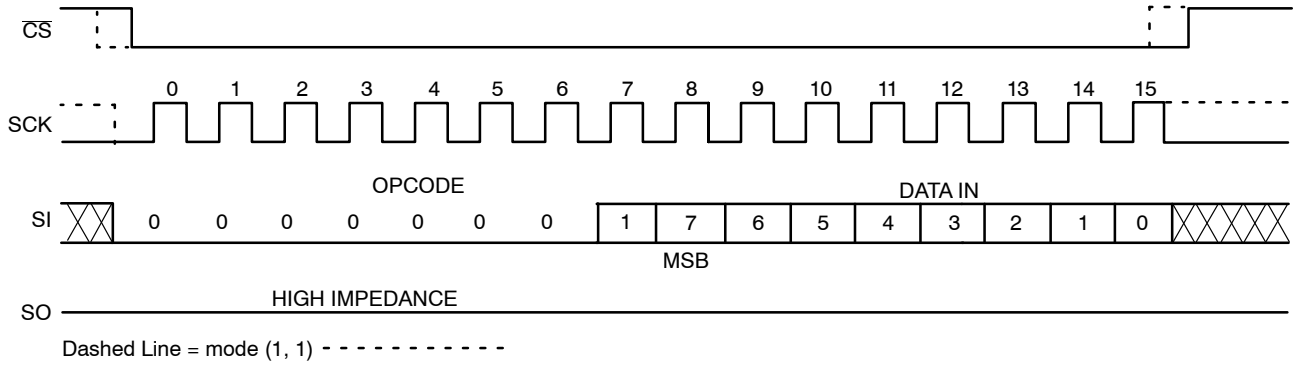 CS
0 1 2 3 4 5 6 7 8 9 10 11 12 13 14 15
SCK
OPCODE DATA IN
SI 0 0 0 0 0 0 0 1 7 6 5 4 3 2 1 0
MSB
HIGH IMPEDANCE
SO
Dashed Line = mode (1, 1)